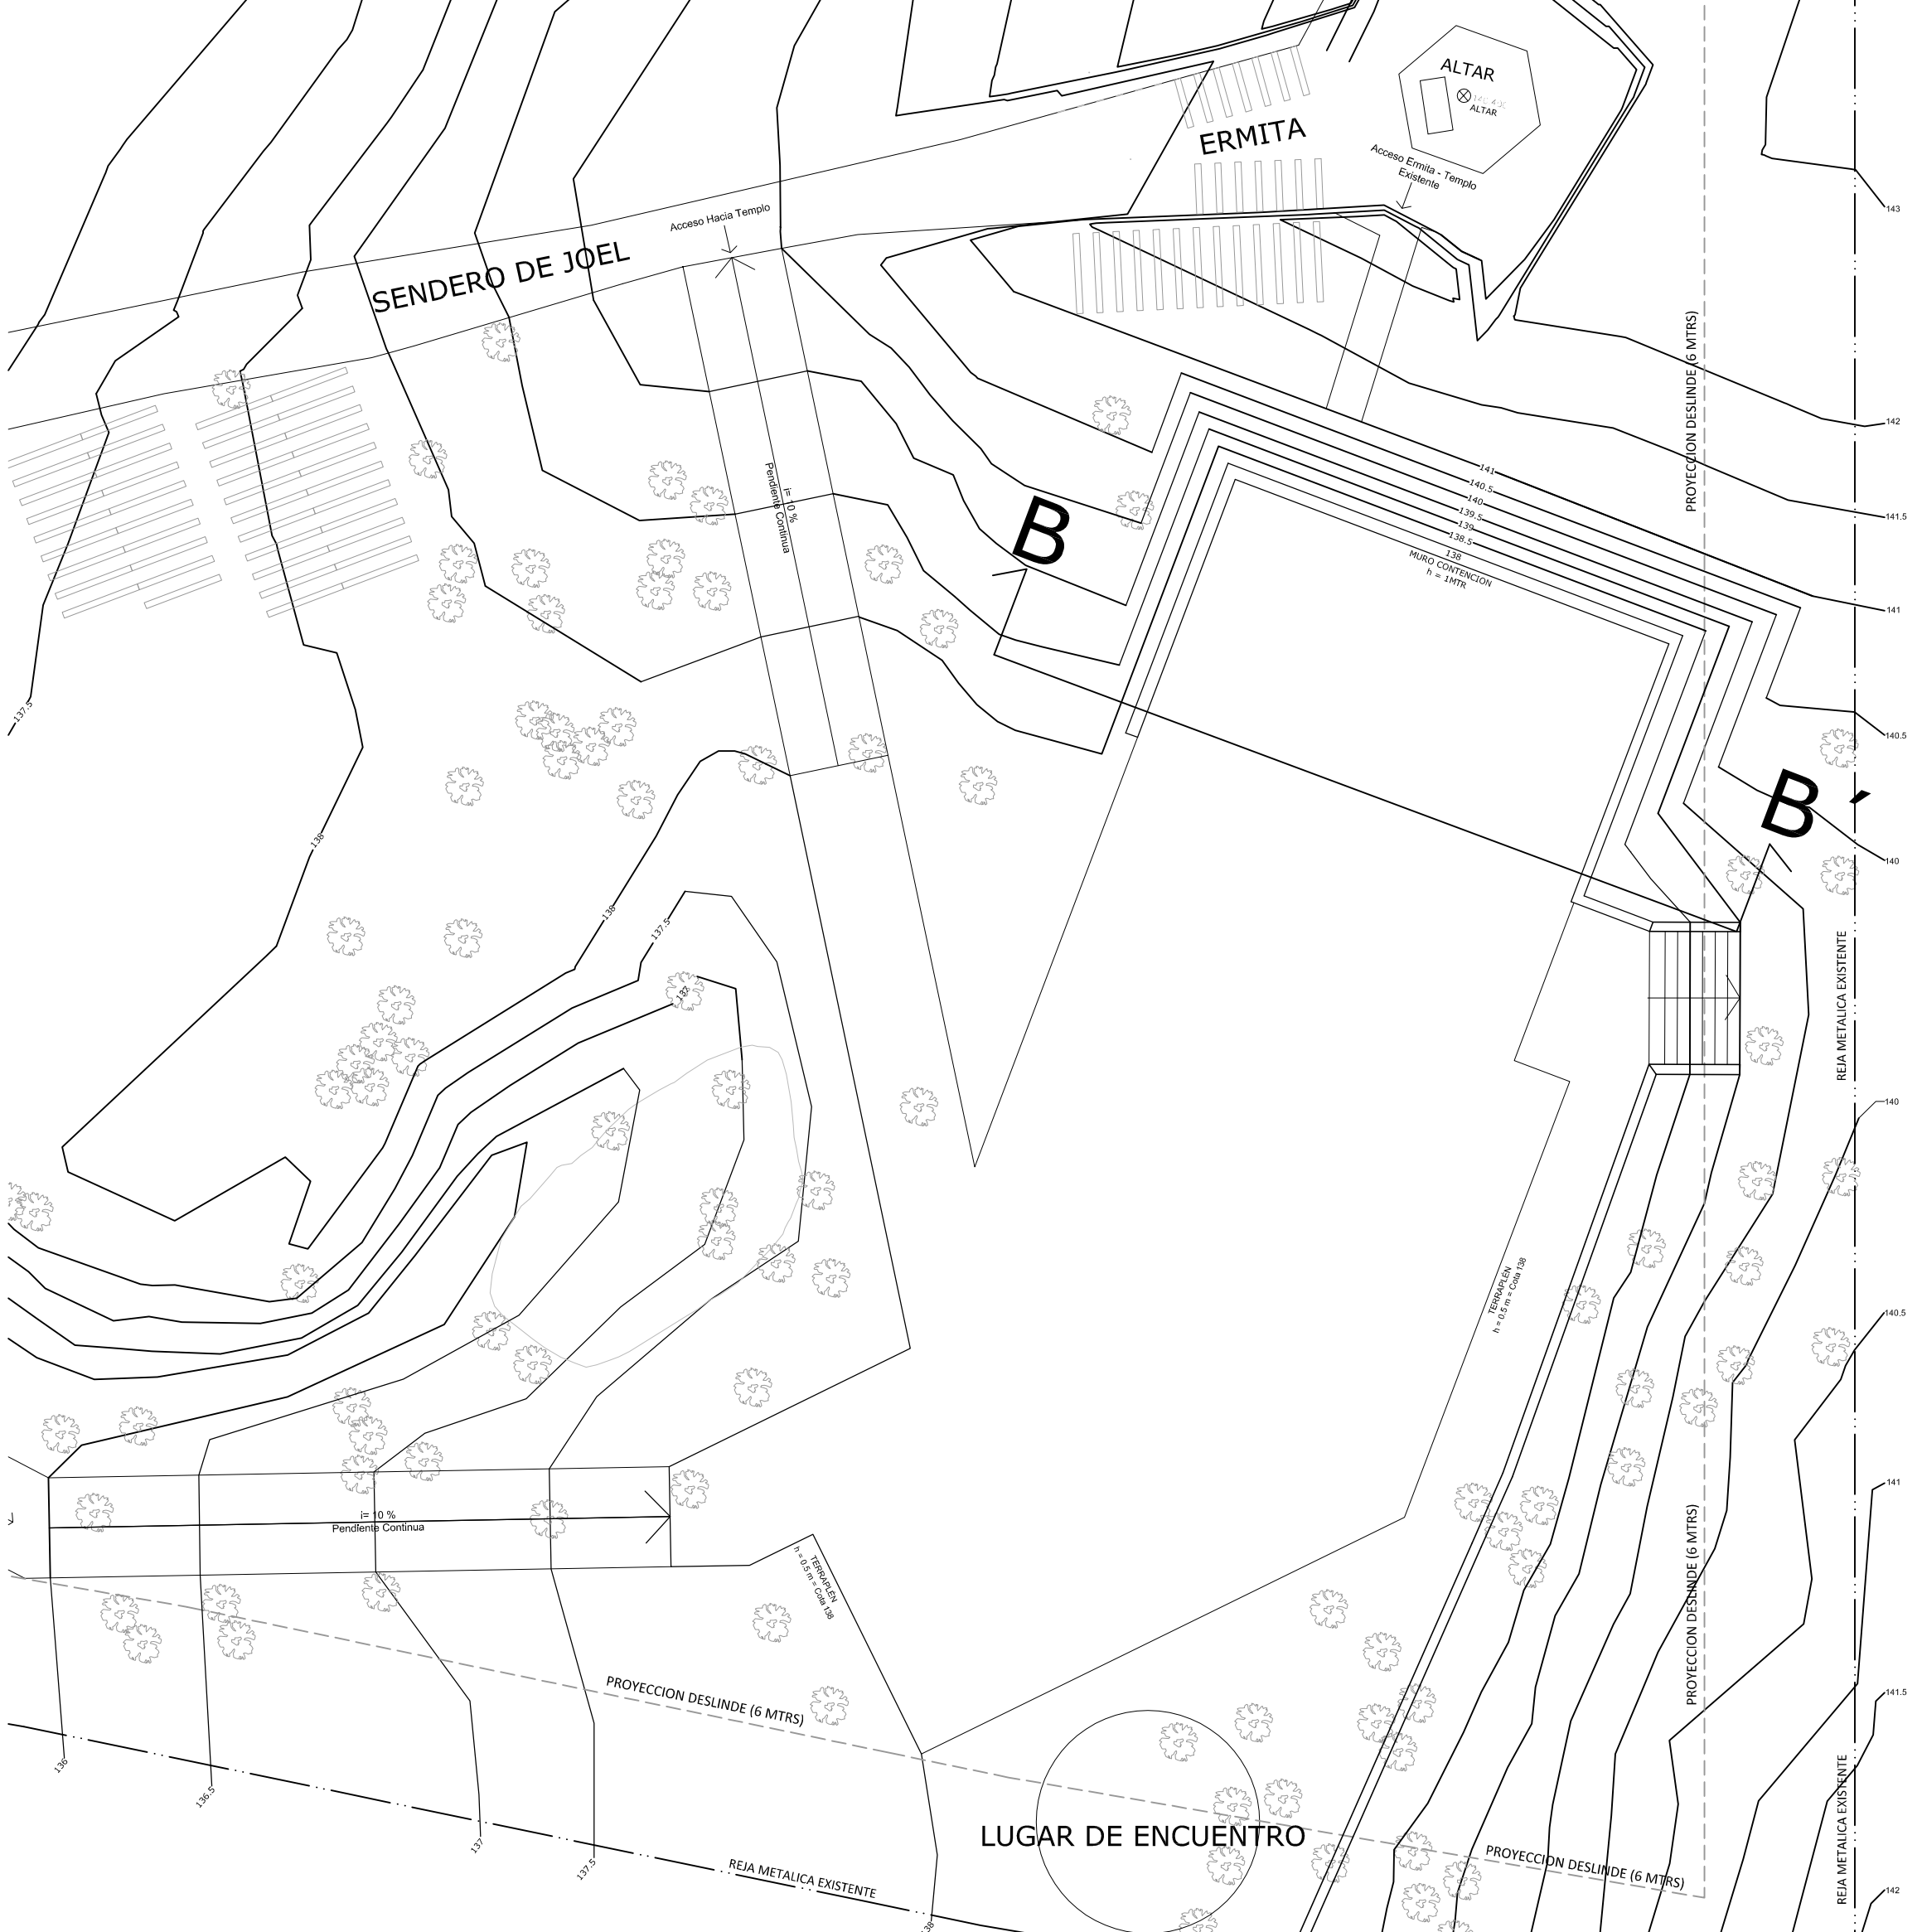 ALTAR
ALTAR
ERMITA
Acceso Ermita - Templo
Existente
143
Acceso Hacia Templo
SENDERO DE JOEL
PROYECCION DESLINDE (6 MTRS)
142
141.5
141
140.5
140
139.5
139
138.5
138
MURO CONTENCION
h = 1MTR
i= 10 %
Pendiente Continua
B
141
137.5
140.5
B´
138
140
138
137.5
137
REJA METALICA EXISTENTE
140
TERRAPLÉN
h = 0.5 m = Cota 138
140.5
141
i= 10 %
Pendiente Continua
TERRAPLÉN
h = 0.5 m = Cota 138
PROYECCION DESLINDE (6 MTRS)
PROYECCION DESLINDE (6 MTRS)
141.5
136
136.5
137
137.5
LUGAR DE ENCUENTRO
PROYECCION DESLINDE (6 MTRS)
REJA METALICA EXISTENTE
REJA METALICA EXISTENTE
142